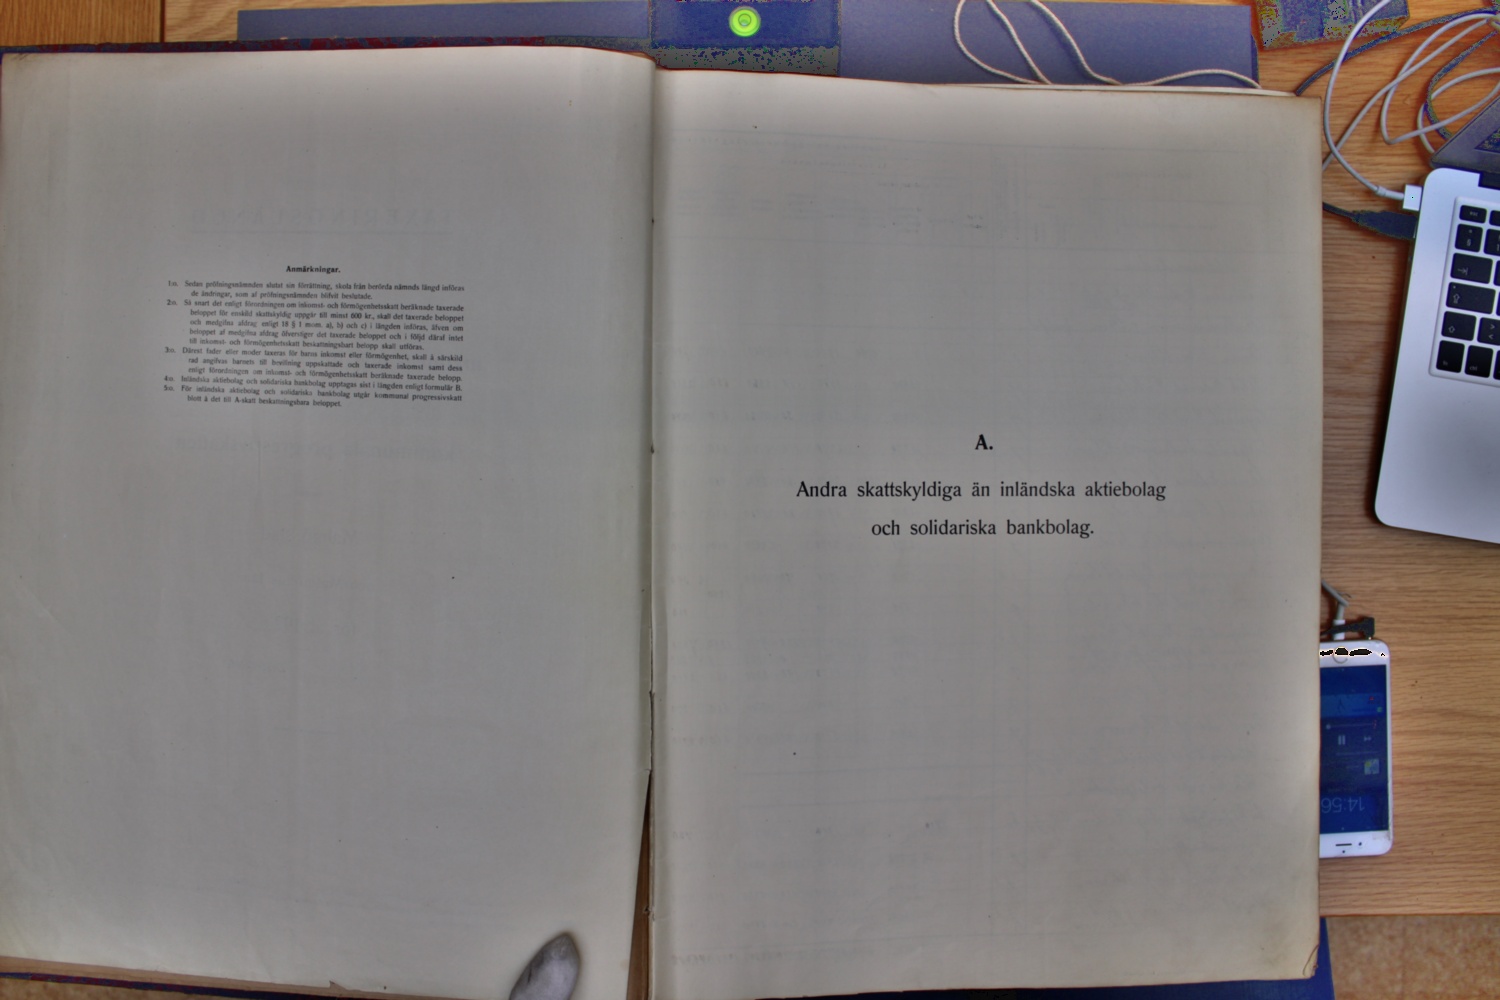 Anmärkningar.
1:o. Sedan pröfningsnämnden slutat sin förrättning, skola från berörda nämnds längd införas
de ändringar, som af pröfningsnämnden blifvit beslutade.
2:o. Så snart det enligt förordningen om inkomst- och förmögenhetsskatt beräknade taxerade
beloppet för enskild skattskyldig uppgår till minst 600 kr., skall det taxerade beloppet
och medgifna afdrag enligt 18 § 1 mom. a), b) och c) i längden införas, äfven om
beloppet af medgifna afdrag öfverstiger det taxerade beloppet och i följd däraf intet
till inkomst- och förmögenhetsskatt beskattningsbart belopp skall utföras.
3:o. Därest fader eller moder taxeras för barns inkomst eller förmögenhet, skall å särskild
rad angifvas barnets till bevillning uppskattade och taxerade inkomst samt dess
enligt förordningen om inkomst- och förmögenhetsskatt beräknade taxerade belopp.
4:o. Inländska aktiebolag och solidariska bankbolag upptagas sist i längden enligt formulär B.
5:o. För inländska aktiebolag och solidariska bankbolag utgår kommunal progressivskatt
blott å det till A-skatt beskattningsbara beloppet.
A.
Andra skattskyldiga än inländska aktiebolag
och solidariska bankbolag.
14:56